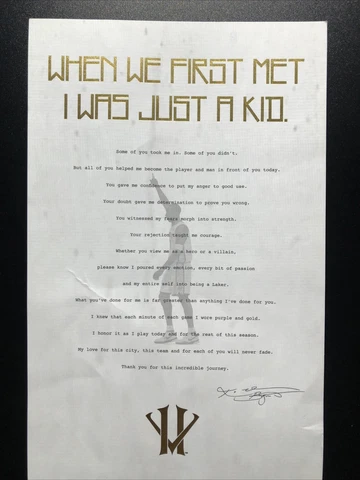 WHEN WE FIRST MET
I WAS JUST A KID.
Some of you took me in. Some of you didn't.
But all of you helped me become the player and man in front of you today.
You gave me confidence to put my anger to good use.
Your doubt gave me determination to prove you wrong.
You witnessed my fears morph into strength.
Your rejection taught me courage.
Whether you view me as a hero or a villain,
please know I poured every emotion, every bit of passion
and my entire self into being a Laker.
What you've done for me is far greater than anything I've done for you.
I knew that each minute of each game I wore purple and gold.
I honor it as I play today and for the rest of this season.
My love for this city, this team and for each of you will never fade.
Thank you for this incredible journey.